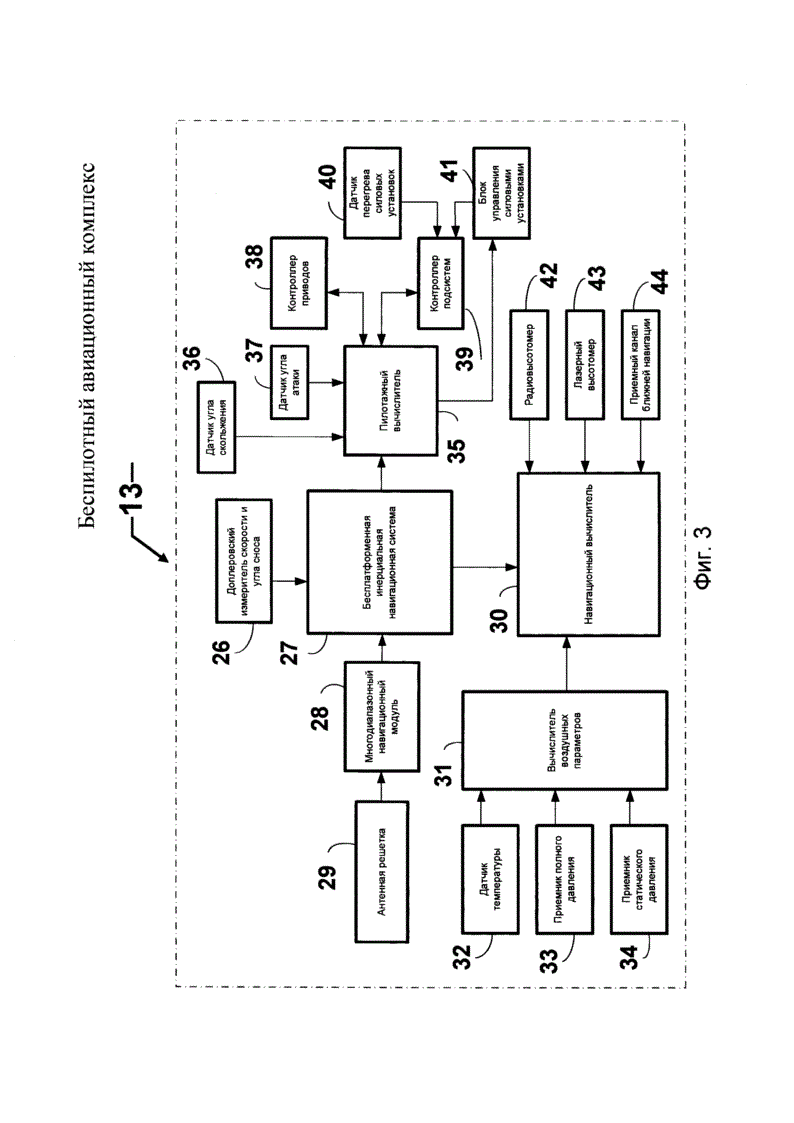 Беспилотный авиационный комплекс
13
36
Датчик угла
скольжения
26
Доплеровский
измеритель скорости и
угла сноса
37
Датчик угла
атаки
38
Контроллер
приводов
40
Датчик
перегрева
силовых
установок
29
Антенная решетка
28
Многодиапазонный
навигационный
модуль
27
Бесплатформенная
инерциальная
навигационная система
35
Пилотажный
вычислитель
39
Контроллер
подсистем
41
Блок
управления
силовыми
установками
32
Датчик
температуры
33
Приемник полного
давления
34
Приемник
статического
давления
31
Вычислитель
воздушных
параметров
30
Навигационный вычислитель
42
Радиовысотомер
43
Лазерный
высотомер
44
Приемный канал
ближней навигации
Фиг. 3